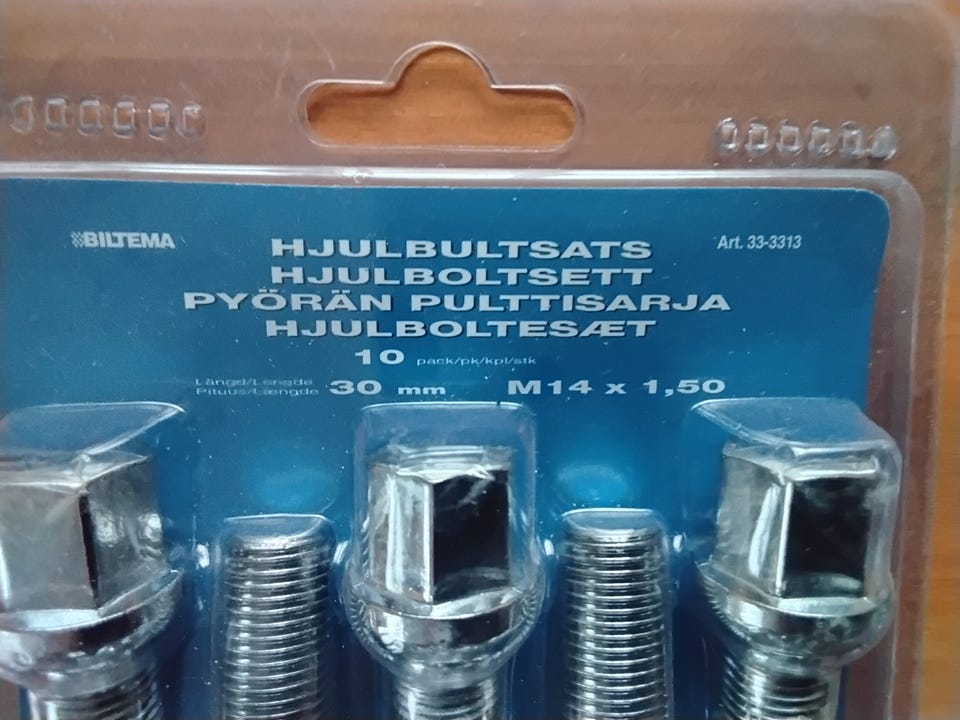 BILTEMA
Art. 33-3313
HJULBULTSATS
HJULBOLTSETT
PYÖRÄN PULTTISARJA
HJULBOLTESÆT
10 pack/pk/kpl/stk
Längd/Lengde
Pituus/Længde 30 mm M14 x 1,50